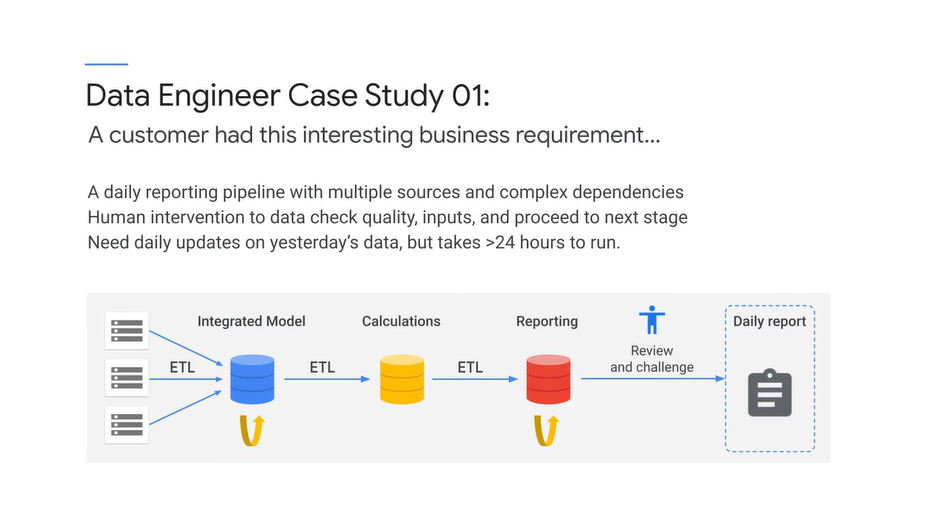 Data Engineer Case Study 01:
A customer had this interesting business requirement...
A daily reporting pipeline with multiple sources and complex dependencies
Human intervention to data check quality, inputs, and proceed to next stage
Need daily updates on yesterday's data, but takes >24 hours to run.
Integrated Model
Calculations
Reporting
Daily report
ETL
ETL
ETL
Review
and challenge